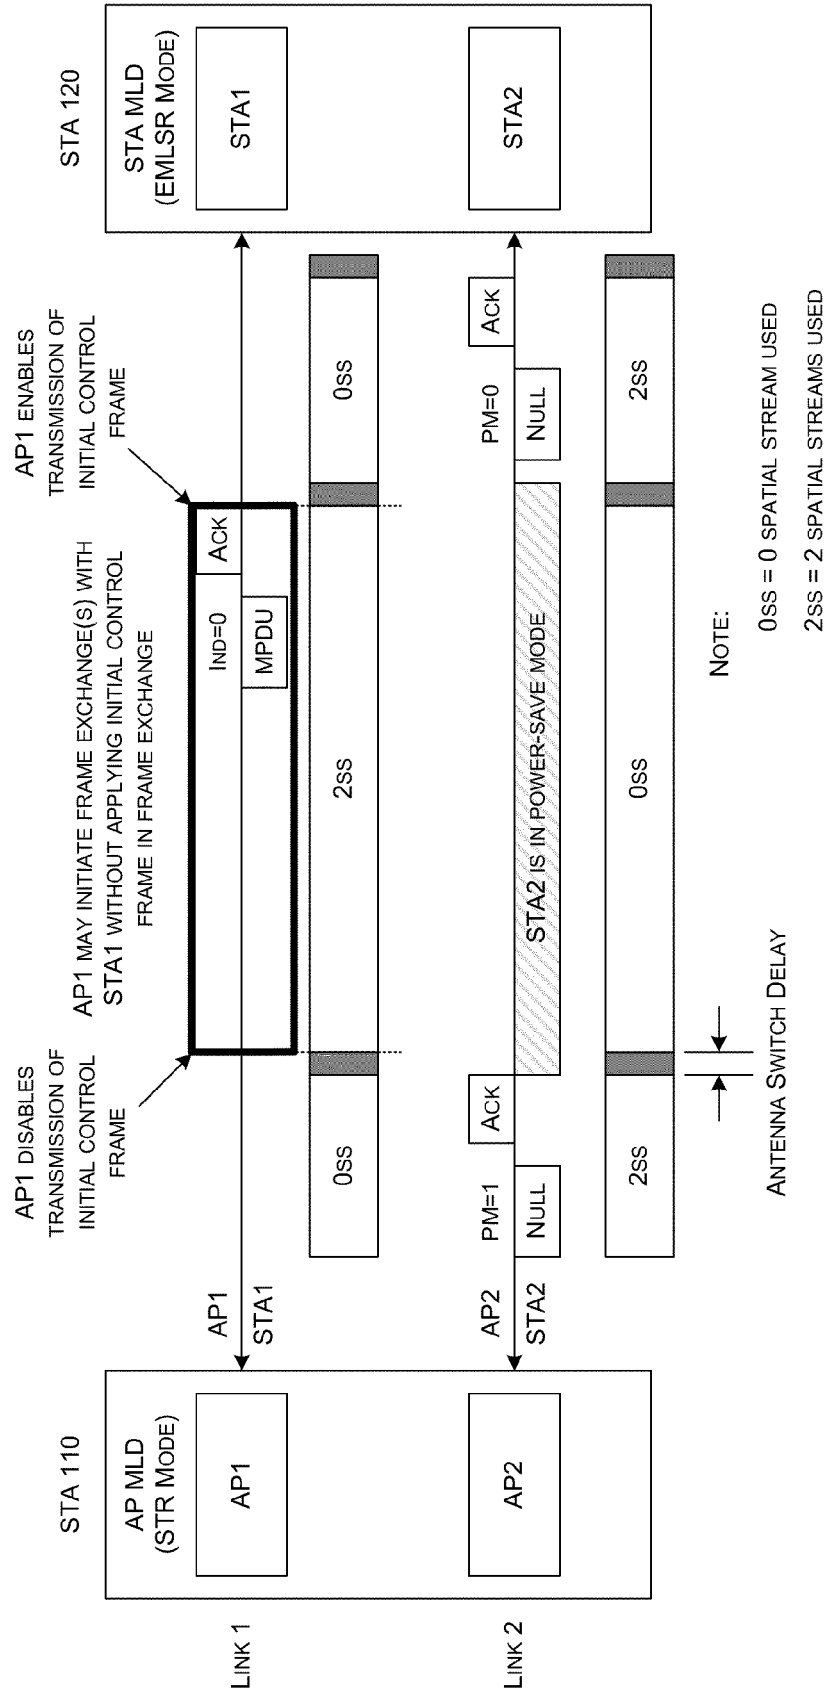 STA 110
AP MLD
(STR MODE)
AP1
AP2
LINK 1
LINK 2
AP1 DISABLES
TRANSMISSION OF
INITIAL CONTROL
FRAME
AP1 MAY INITIATE FRAME EXCHANGE(S) WITH
STA1 WITHOUT APPLYING INITIAL CONTROL
FRAME IN FRAME EXCHANGE
AP1 ENABLES
TRANSMISSION OF
INITIAL CONTROL
FRAME
AP1
STA1
IND=0
ACK
MPDU
0SS
2SS
0SS
AP2
STA2
PM=1
NULL
ACK
STA2 IS IN POWER-SAVE MODE
PM=0
NULL
ACK
2SS
0SS
2SS
ANTENNA SWITCH DELAY
NOTE:
0SS = 0 SPATIAL STREAM USED
2SS = 2 SPATIAL STREAMS USED
STA 120
STA MLD
(EMLSR MODE)
STA1
STA2